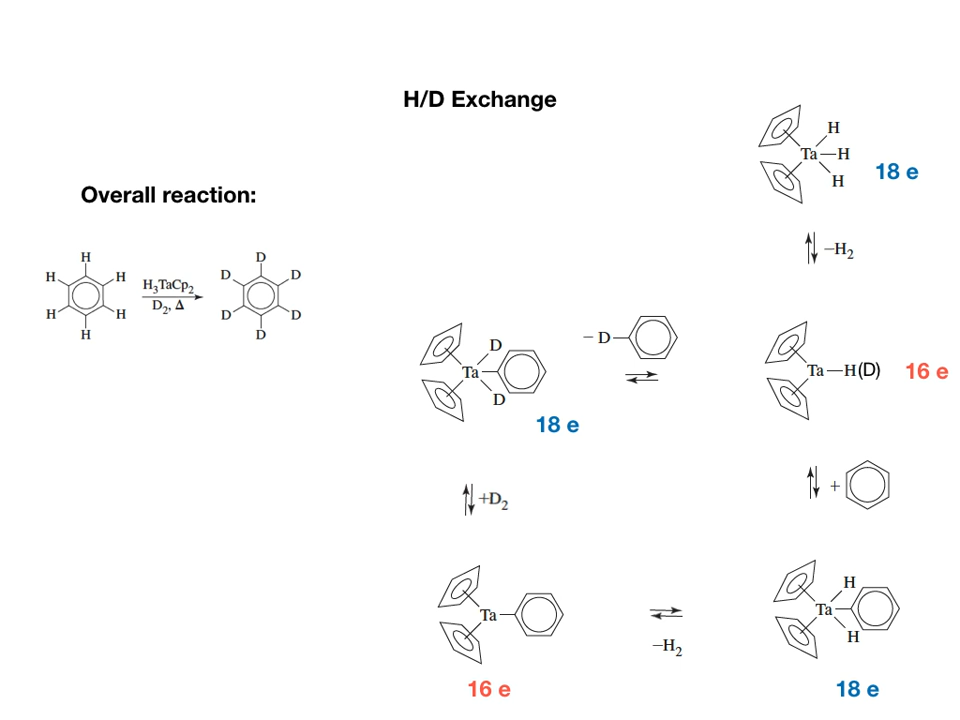 H/D Exchange
Overall reaction:
H
H
H
H
H
H
H₃TaCp₂
D₂, Δ
D
D
D
D
D
D
H
Ta—H
H
18 e
−H₂
D
Ta
D
18 e
− D
Ta—H(D)
16 e
+D₂
+
Ta
16 e
−H₂
H
Ta
H
18 e